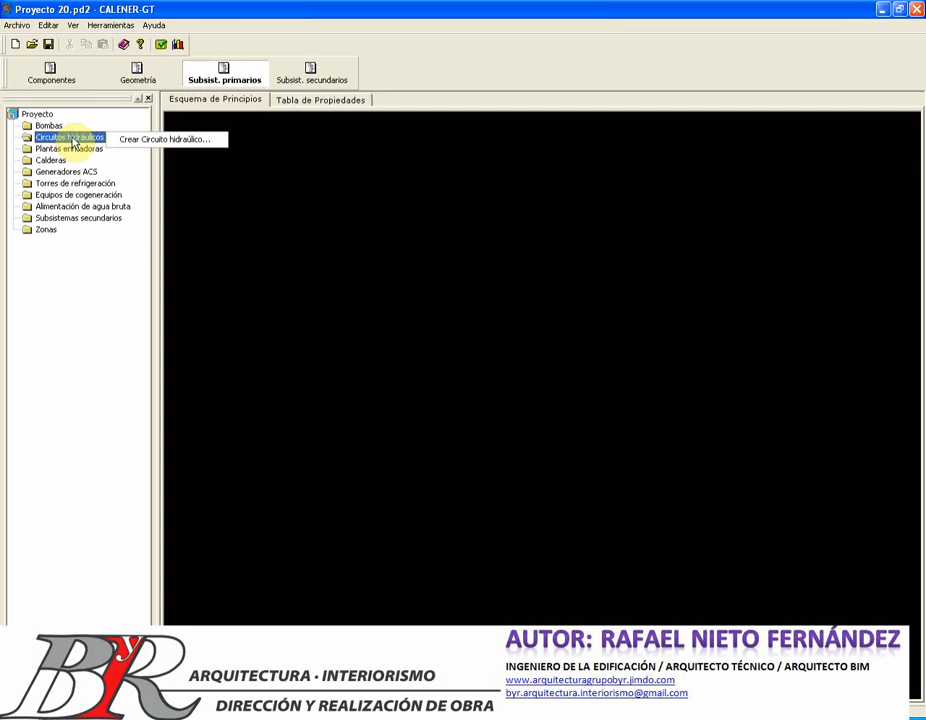 Proyecto 20.pd2 - CALENER-GT
Archivo Editar Ver Herramientas Ayuda
Componentes Geometría Subsist. primarios Subsist. secundarios
Esquema de Principios Tabla de Propiedades
Proyecto
Bombas
Circuitos hidráulicos
Crear Circuito hidraúlico...
Plantas enfriadoras
Calderas
Generadores ACS
Torres de refrigeración
Equipos de cogeneración
Alimentación de agua bruta
Subsistemas secundarios
Zonas
ByR
ARQUITECTURA · INTERIORISMO
DIRECCIÓN Y REALIZACIÓN DE OBRA
AUTOR: RAFAEL NIETO FERNÁNDEZ
INGENIERO DE LA EDIFICACIÓN / ARQUITECTO TÉCNICO / ARQUITECTO BIM
www.arquitecturagrupobyr.jimdo.com
byr.arquitectura.interiorismo@gmail.com